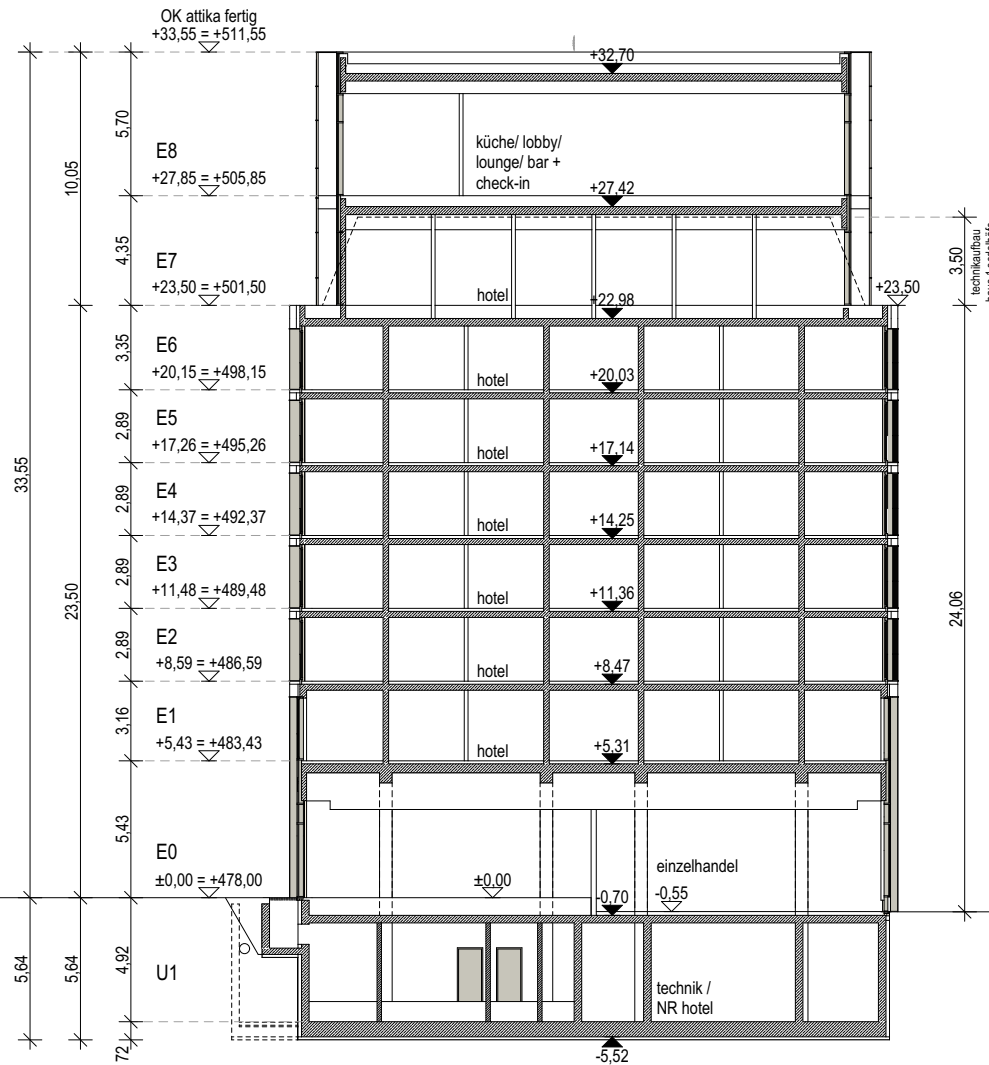 OK attika fertig
+33,55 = +511,55
+32,70
5,70
küche/ lobby/
lounge/ bar +
check-in
E8
+27,85 = +505,85
+27,42
10,05
4,35
E7
+23,50 = +501,50
hotel
+22,98
+23,50
3,50
technikaufbau
3,35
E6
+20,15 = +498,15
hotel
+20,03
2,89
E5
+17,26 = +495,26
hotel
+17,14
33,55
2,89
E4
+14,37 = +492,37
hotel
+14,25
2,89
E3
+11,48 = +489,48
hotel
+11,36
23,50
24,06
2,89
E2
+8,59 = +486,59
hotel
+8,47
3,16
E1
+5,43 = +483,43
hotel
+5,31
5,43
E0
±0,00 = +478,00
±0,00
einzelhandel
-0,70
-0,55
5,64
5,64
4,92
U1
technik /
NR hotel
72
-5,52